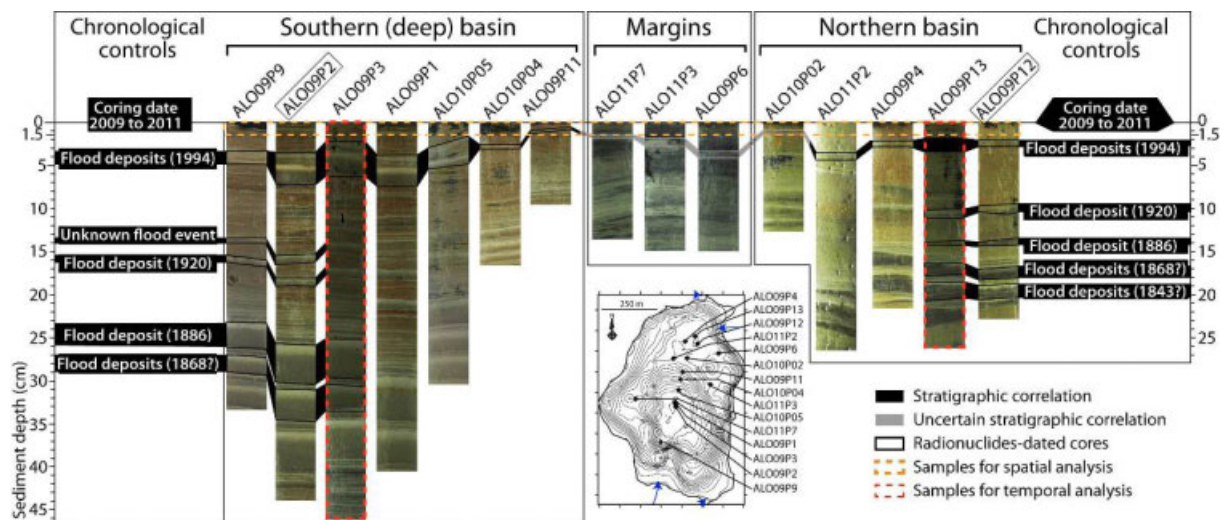 Chronological
controls
Southern (deep) basin
Margins
Northern basin
Chronological
controls
ALO09P9
ALO09P2
ALO09P3
ALO09P1
ALO10P05
ALO10P04
ALO09P11
ALO11P7
ALO11P3
ALO09P6
ALO10P02
ALO11P2
ALO09P4
ALO09P13
ALO09P12
Coring date
2009 to 2011
Flood deposits (1994)
Unknown flood event
Flood deposit (1920)
Flood deposit (1886)
Flood deposits (1868?)
Sediment depth (cm)
0
1.5
5
10
15
20
25
30
35
40
45
Coring date
2009 to 2011
Flood deposits (1994)
Flood deposit (1920)
Flood deposit (1886)
Flood deposits (1868?)
Flood deposits (1843?)
0
1.5
5
10
15
20
25
250 m
N
ALO09P4
ALO09P13
ALO09P12
ALO11P2
ALO09P6
ALO10P02
ALO09P11
ALO10P04
ALO11P3
ALO10P05
ALO11P7
ALO09P1
ALO09P3
ALO09P2
ALO09P9
Stratigraphic correlation
Uncertain stratigraphic correlation
Radionuclides-dated cores
Samples for spatial analysis
Samples for temporal analysis